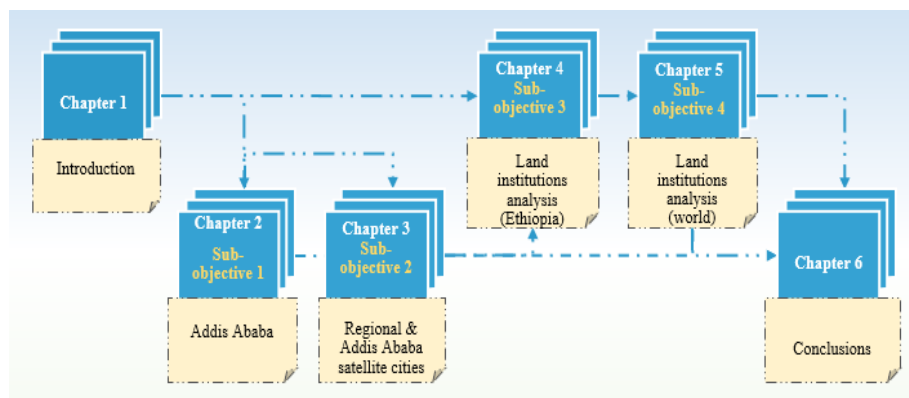 Chapter 1
Introduction
Chapter 2
Sub-
objective 1
Addis Ababa
Chapter 3
Sub-
objective 2
Regional &
Addis Ababa
satellite cities
Chapter 4
Sub-
objective 3
Land
institutions
analysis
(Ethiopia)
Chapter 5
Sub-
objective 4
Land
institutions
analysis
(world)
Chapter 6
Conclusions